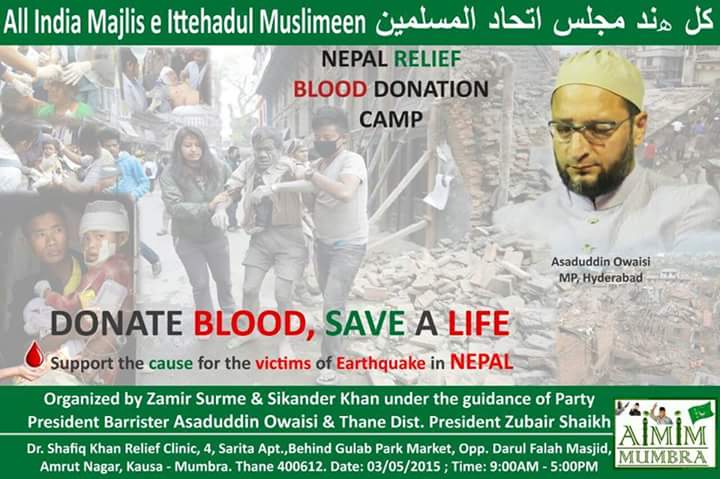 All India Majlis e Ittehadul Muslimeen کل ھند مجلس اتحاد المسلمین
NEPAL RELIEF
BLOOD DONATION
CAMP
Asaduddin Owaisi
MP, Hyderabad
DONATE BLOOD, SAVE A LIFE
Support the cause for the victims of Earthquake in NEPAL
Organized by Zamir Surme & Sikander Khan under the guidance of Party
President Barrister Asaduddin Owaisi & Thane Dist. President Zubair Shaikh
Dr. Shafiq Khan Relief Clinic, 4, Sarita Apt.,Behind Gulab Park Market, Opp. Darul Falah Masjid,
Amrut Nagar, Kausa - Mumbra. Thane 400612. Date: 03/05/2015 ; Time: 9:00AM - 5:00PM
AIMIM
MUMBRA